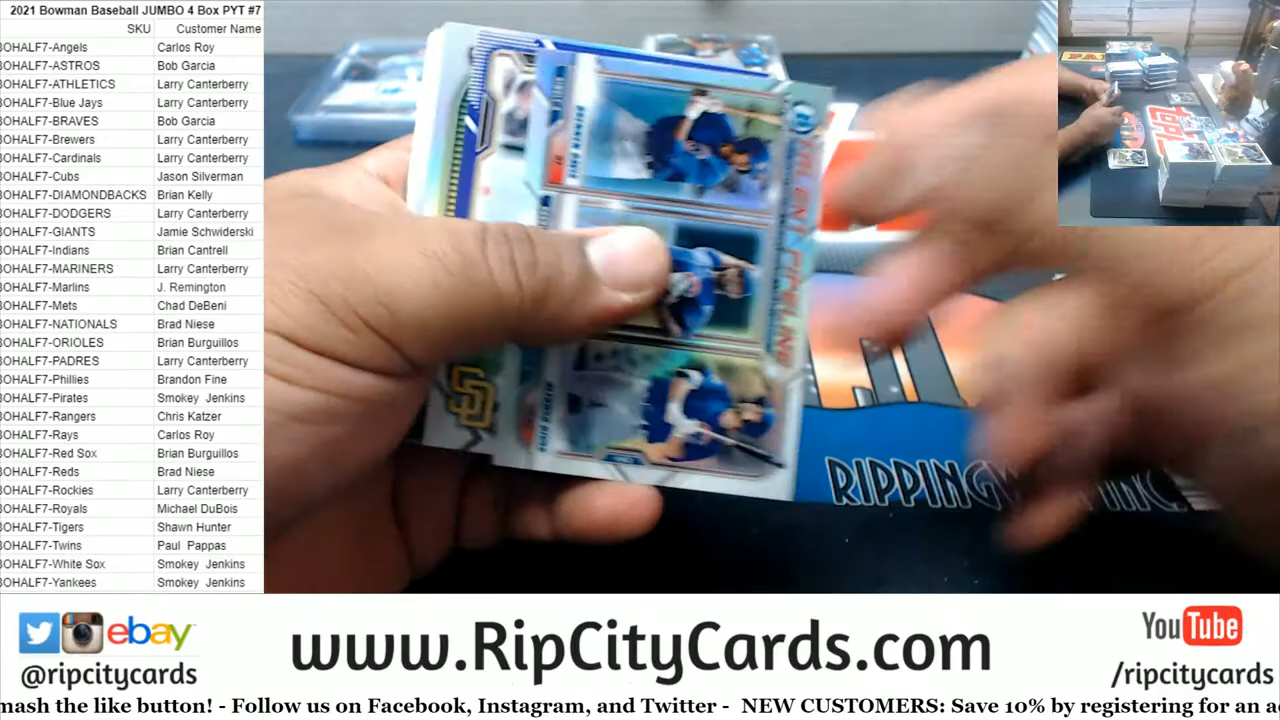 2021 Bowman Baseball JUMBO 4 Box PYT #7
SKU Customer Name
BOHALF7-Angels Carlos Roy
BOHALF7-ASTROS Bob Garcia
BOHALF7-ATHLETICS Larry Canterberry
BOHALF7-Blue Jays Larry Canterberry
BOHALF7-BRAVES Bob Garcia
BOHALF7-Brewers Larry Canterberry
BOHALF7-Cardinals Larry Canterberry
BOHALF7-Cubs Jason Silverman
BOHALF7-DIAMONDBACKS Brian Kelly
BOHALF7-DODGERS Larry Canterberry
BOHALF7-GIANTS Jamie Schwiderski
BOHALF7-Indians Brian Cantrell
BOHALF7-MARINERS Larry Canterberry
BOHALF7-Marlins J. Remington
BOHALF7-Mets Chad DeBeni
BOHALF7-NATIONALS Brad Niese
BOHALF7-ORIOLES Brian Burguillos
BOHALF7-PADRES Larry Canterberry
BOHALF7-Phillies Brandon Fine
BOHALF7-Pirates Smokey Jenkins
BOHALF7-Rangers Chris Katzer
BOHALF7-Rays Carlos Roy
BOHALF7-Red Sox Brian Burguillos
BOHALF7-Reds Brad Niese
BOHALF7-Rockies Larry Canterberry
BOHALF7-Royals Michael DuBois
BOHALF7-Tigers Shawn Hunter
BOHALF7-Twins Paul Pappas
BOHALF7-White Sox Smokey Jenkins
BOHALF7-Yankees Smokey Jenkins
SD
RIPPING
ebay
@ripcitycards
www.RipCityCards.com
YouTube
/ripcitycards
mash the like button! - Follow us on Facebook, Instagram, and Twitter - NEW CUSTOMERS: Save 10% by registering for an a